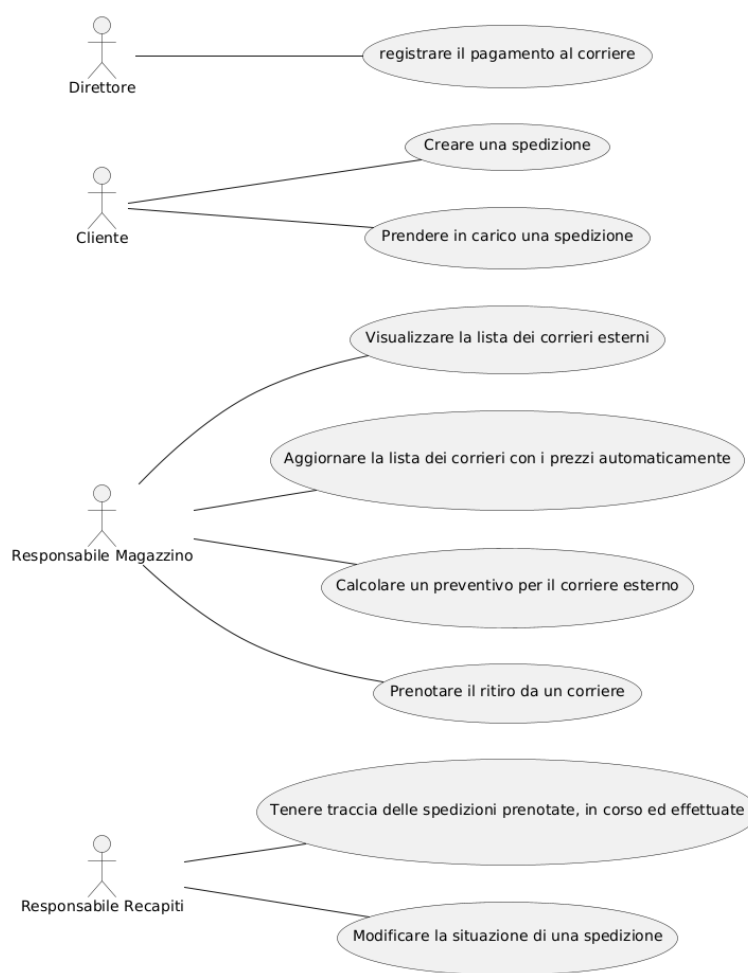 registrare il pagamento al corriere
Direttore
Creare una spedizione
Cliente
Prendere in carico una spedizione
Visualizzare la lista dei corrieri esterni
Aggiornare la lista dei corrieri con i prezzi automaticamente
Responsabile Magazzino
Calcolare un preventivo per il corriere esterno
Prenotare il ritiro da un corriere
Tenere traccia delle spedizioni prenotate, in corso ed effettuate
Responsabile Recapiti
Modificare la situazione di una spedizione